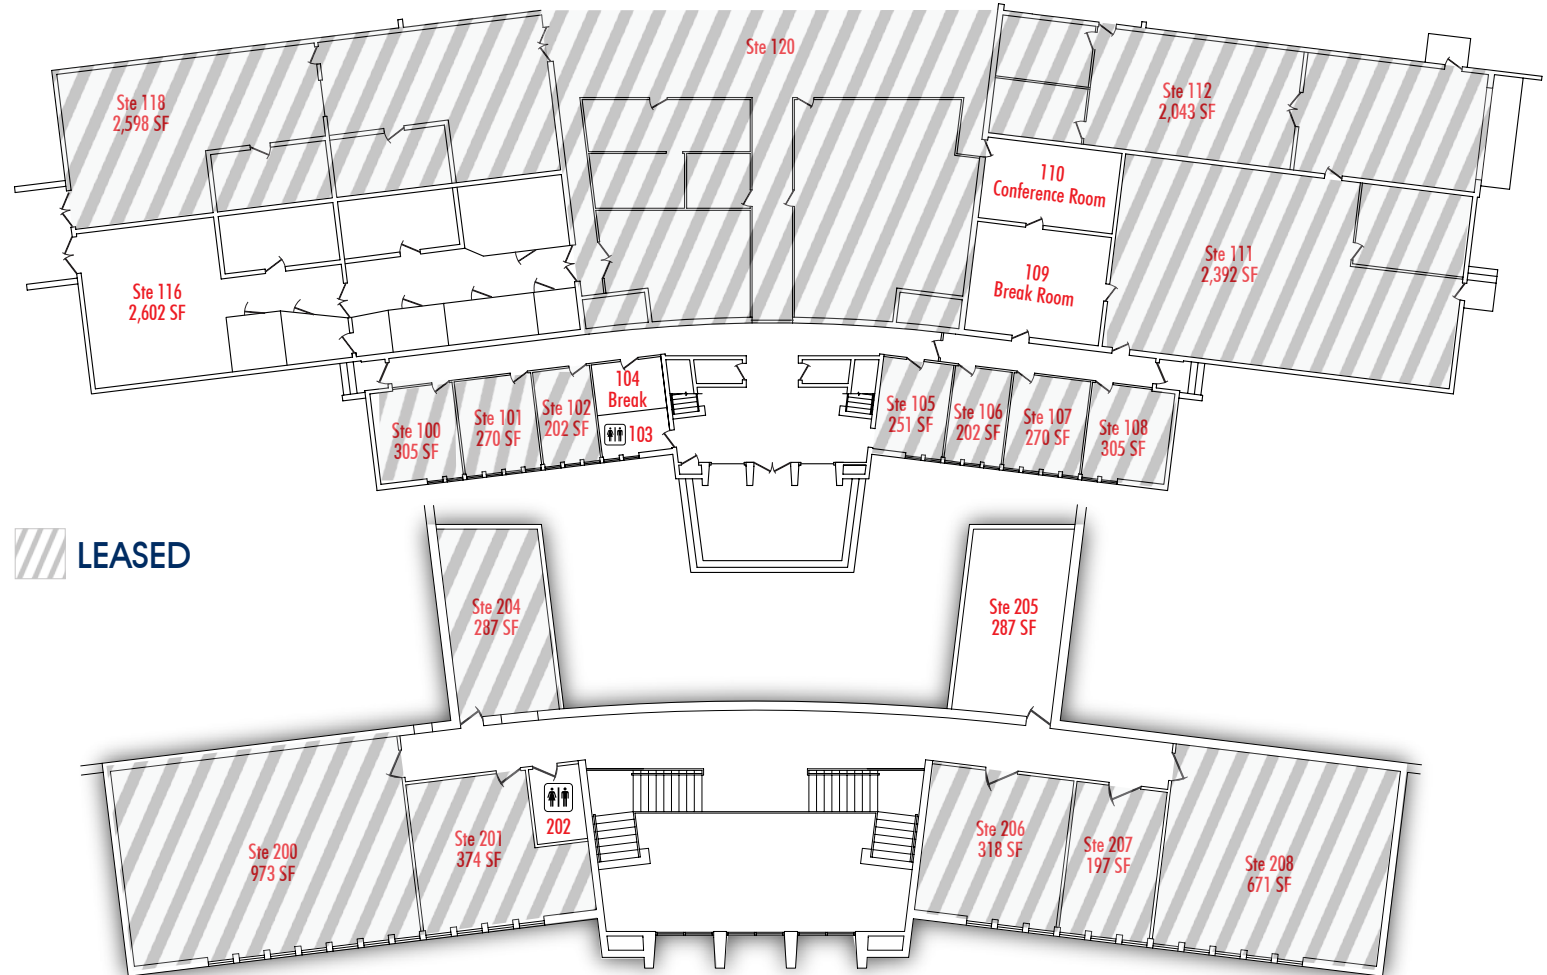 Ste 120
Ste 118
2,598 SF
Ste 112
2,043 SF
110
Conference Room
Ste 111
2,392 SF
109
Break Room
Ste 116
2,602 SF
104
Break
103
Ste 100
305 SF
Ste 101
270 SF
Ste 102
202 SF
Ste 105
251 SF
Ste 106
202 SF
Ste 107
270 SF
Ste 108
305 SF
LEASED
Ste 204
287 SF
Ste 205
287 SF
Ste 200
973 SF
Ste 201
374 SF
202
Ste 206
318 SF
Ste 207
197 SF
Ste 208
671 SF